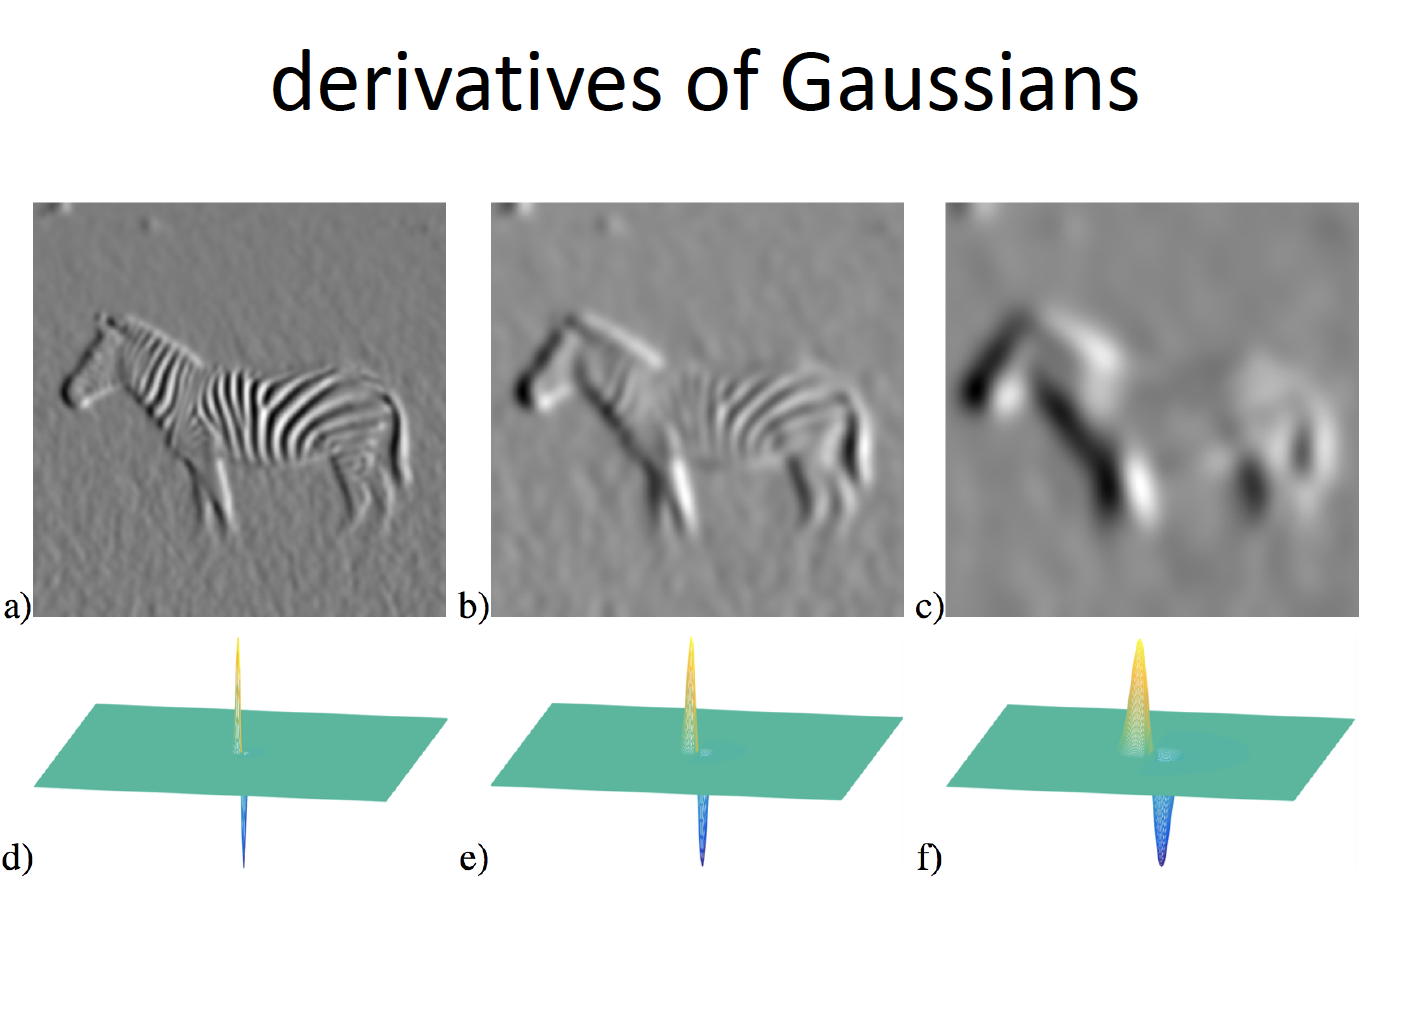 derivatives of Gaussians
a) b) c)
d) e) f)